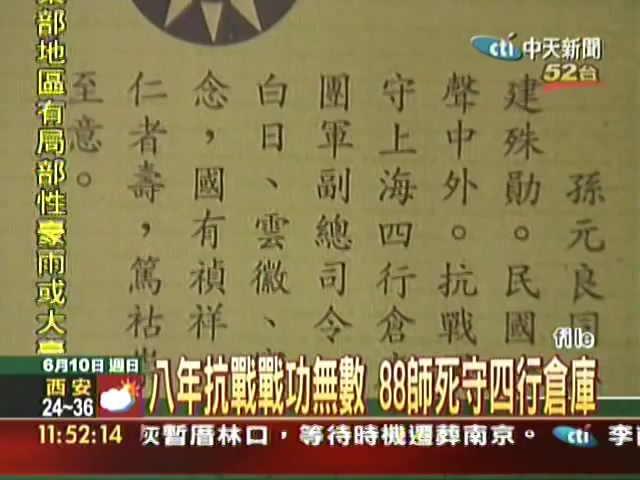 孫元良同
建殊勛。民國
聲中外。抗戰
守上海四行倉
團軍副總司令
白日、雲徽、
念，國有禎祥
仁者壽，篤祜
至意。
部地區有局部性豪雨或大
cti 中天新聞
52台
file
6月10日 週日
西安
24~36
八年抗戰戰功無數 88師死守四行倉庫
11:52:14
灰暫厝林口，等待時機遷葬南京。 cti 李